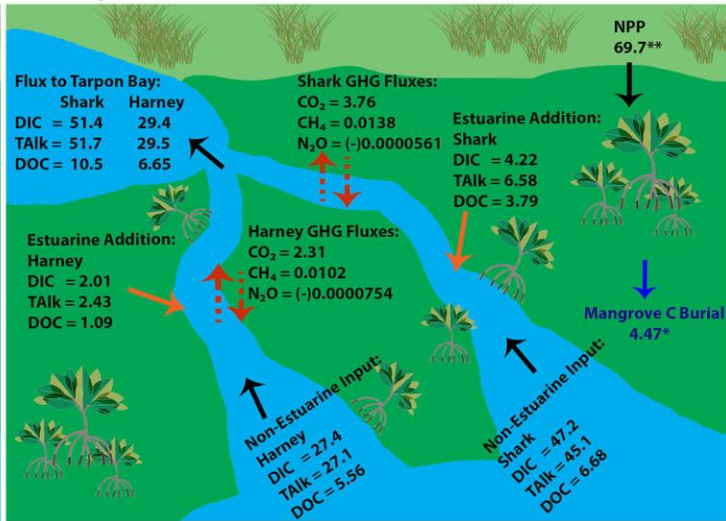 NPP
69.7**
Flux to Tarpon Bay:
Shark Harney
DIC = 51.4 29.4
TAlk = 51.7 29.5
DOC = 10.5 6.65
Shark GHG Fluxes:
CO₂ = 3.76
CH₄ = 0.0138
N₂O = (-)0.0000561
Estuarine Addition:
Shark
DIC = 4.22
TAlk = 6.58
DOC = 3.79
Estuarine Addition:
Harney
DIC = 2.01
TAlk = 2.43
DOC = 1.09
Harney GHG Fluxes:
CO₂ = 2.31
CH₄ = 0.0102
N₂O = (-)0.0000754
Mangrove C Burial
4.47*
Non-Estuarine Input:
Harney
DIC = 27.4
TAlk = 27.1
DOC = 5.56
Non-Estuarine Input:
Shark
DIC = 47.2
TAlk = 45.1
DOC = 6.68